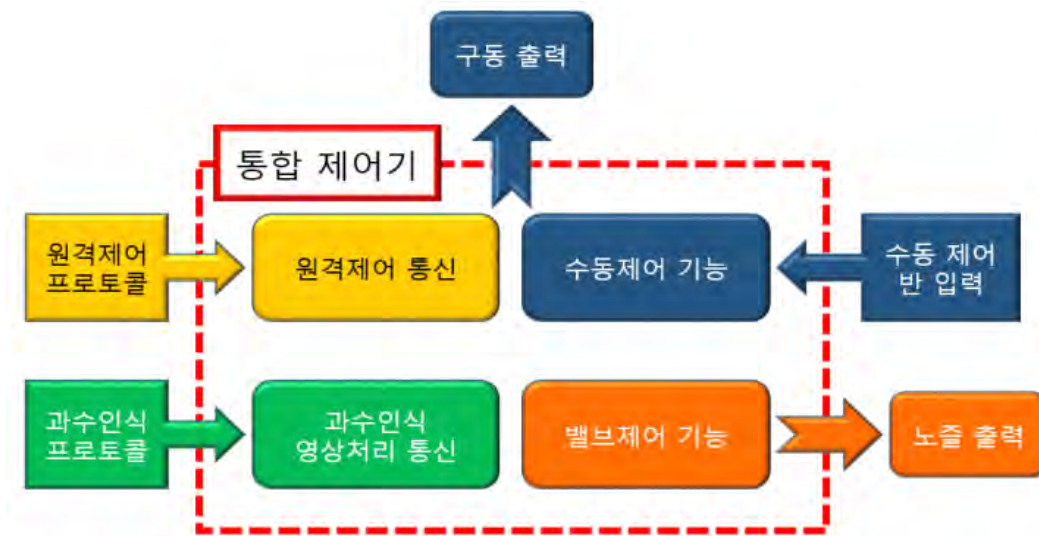 구동 출력
통합 제어기
원격제어
프로토콜
원격제어 통신
수동제어 기능
수동 제어
반 입력
과수인식
프로토콜
과수인식
영상처리 통신
밸브제어 기능
노즐 출력